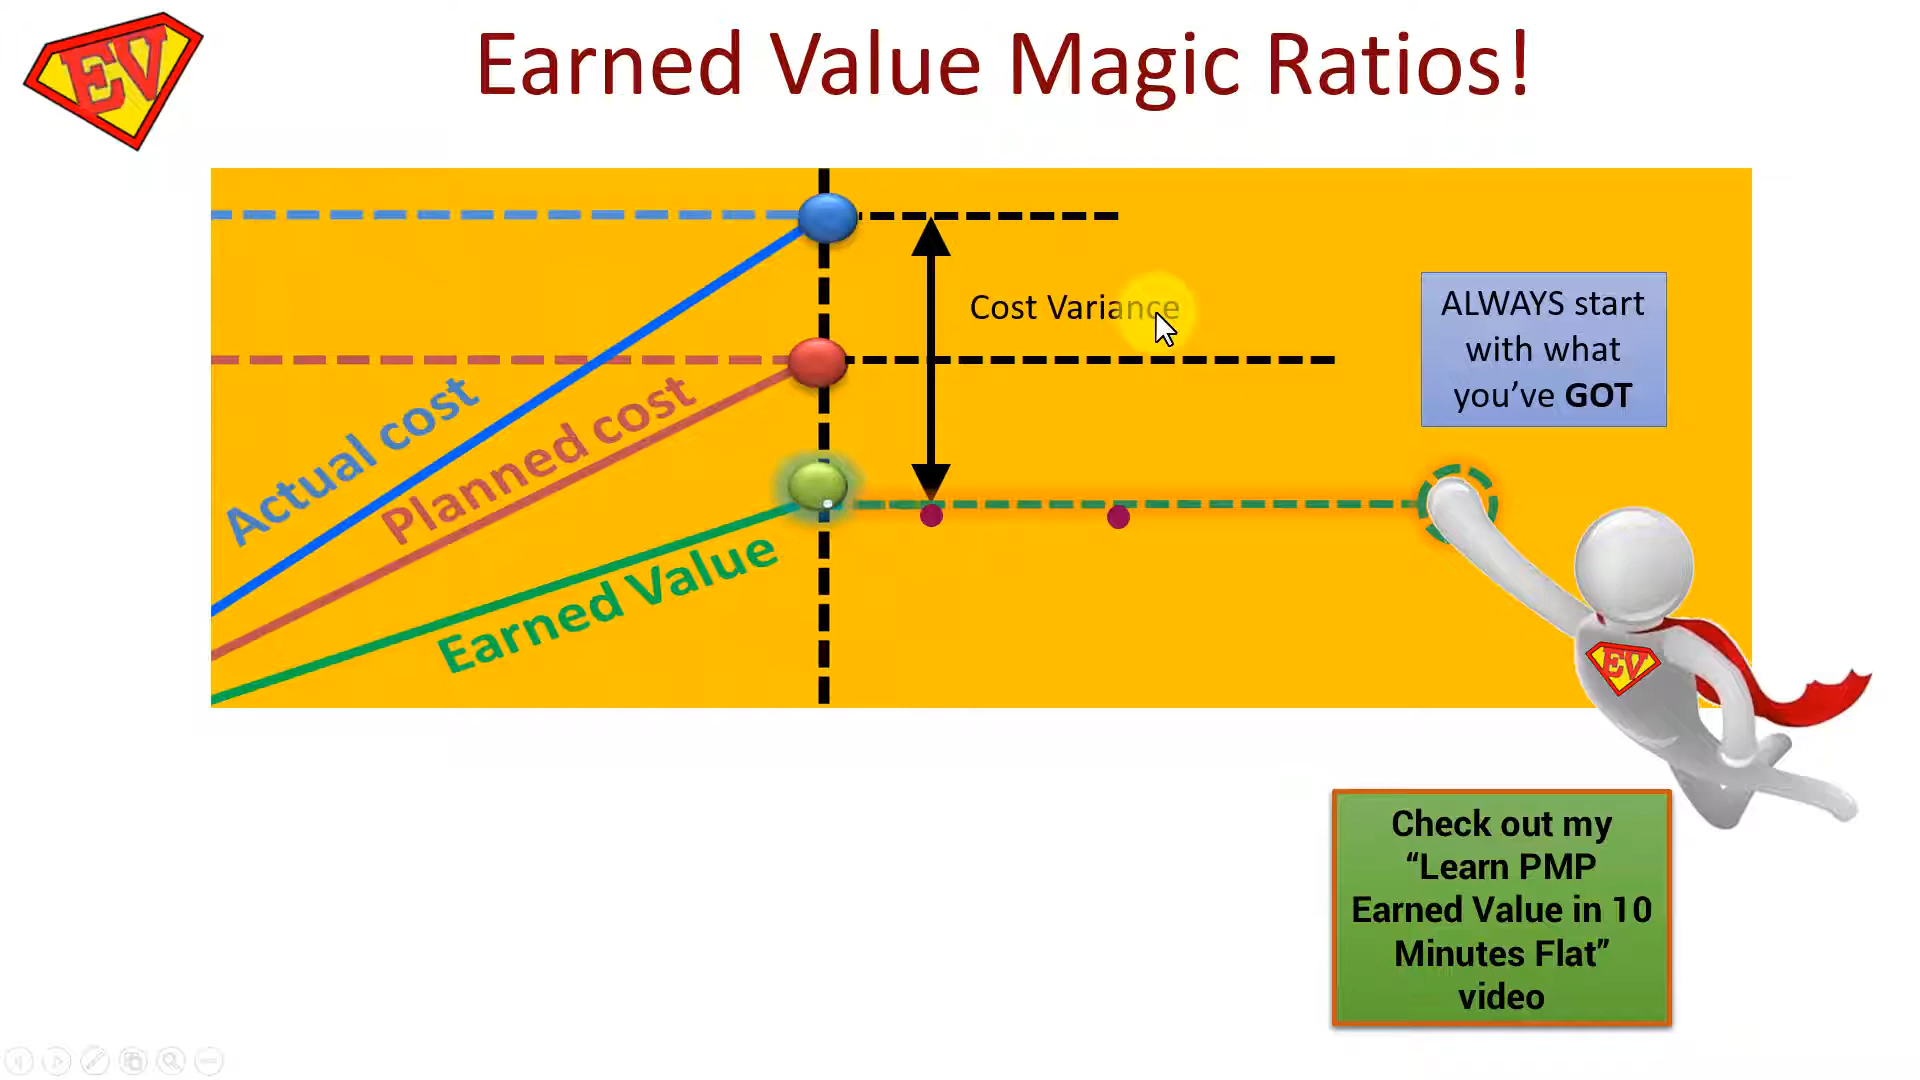 EV
Earned Value Magic Ratios!
Cost Variance
ALWAYS start
with what
you’ve GOT
Actual cost
Planned cost
Earned Value
EV
Check out my
“Learn PMP
Earned Value in 10
Minutes Flat”
video